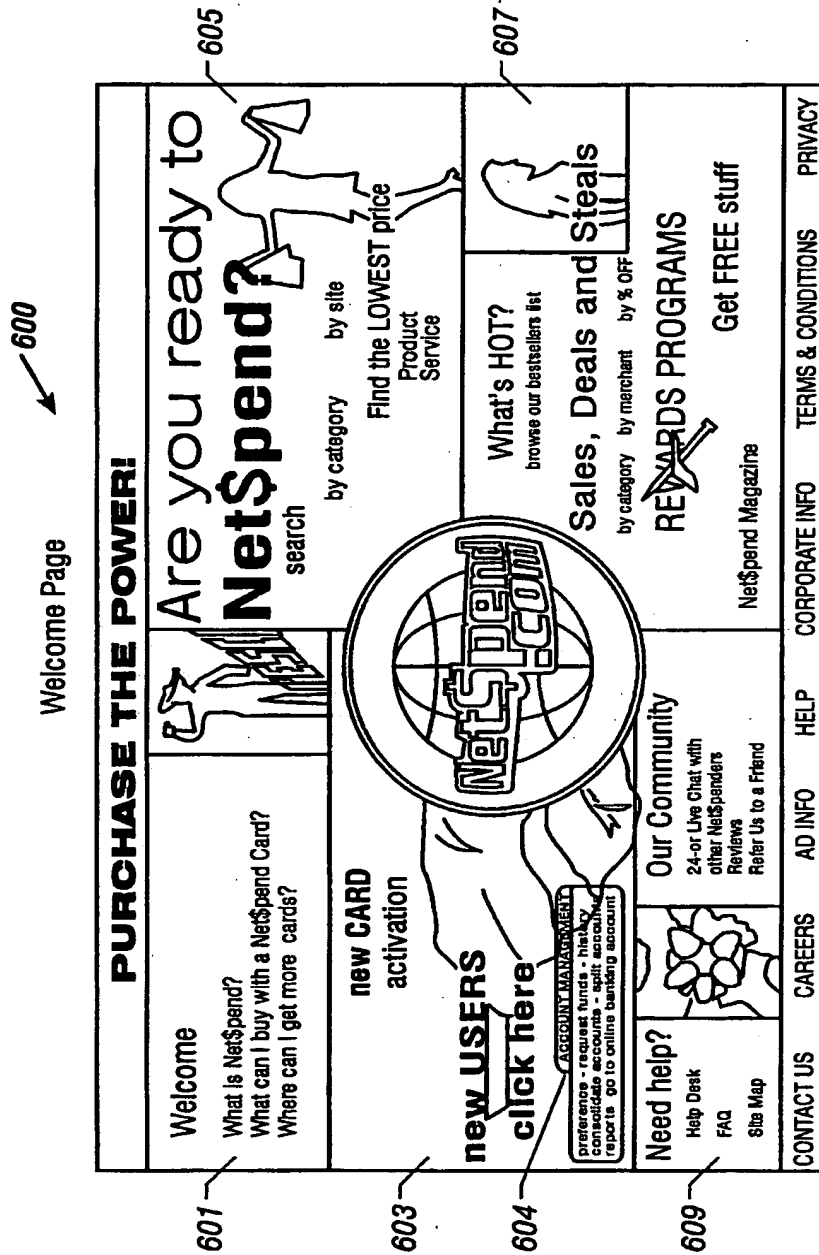 Welcome Page
600
PURCHASE THE POWER!
601
Welcome
What is Net$pend?
What can I buy with a Net$pend Card?
Where can I get more cards?
605
Are you ready to
Net$pend?
search
by category by site
Find the LOWEST price
Product
Service
603
new CARD
activation
new USERS
click here
604
ACCOUNT MANAGEMENT
preference - request funds - history
consolidate accounts - split accounts
reports go to online banking account
Net$pend
.com
607
What's HOT?
browse our bestsellers list
Sales, Deals and Steals
by category by merchant by % OFF
REWARDS PROGRAMS
Get FREE stuff
Net$pend Magazine
609
Need help?
Help Desk
FAQ
Site Map
Our Community
24-or Live Chat with
other Net$penders
Reviews
Refer Us to a Friend
CONTACT US CAREERS AD INFO HELP CORPORATE INFO TERMS & CONDITIONS PRIVACY